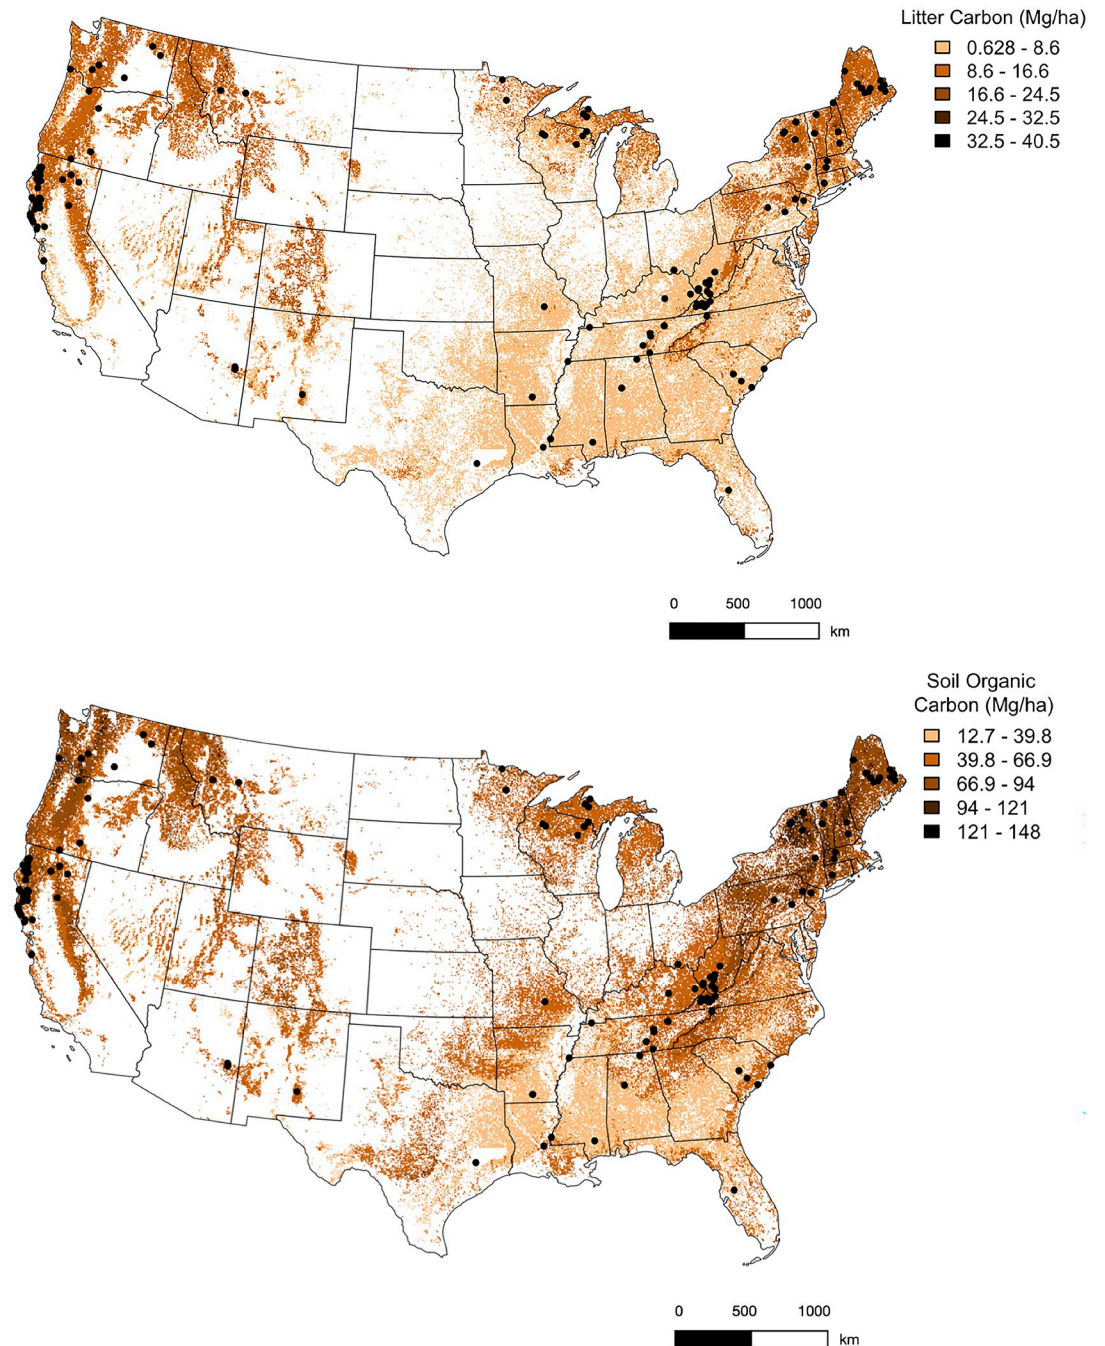 Litter Carbon (Mg/ha)
0.628 - 8.6
8.6 - 16.6
16.6 - 24.5
24.5 - 32.5
32.5 - 40.5
0 500 1000
km
Soil Organic
Carbon (Mg/ha)
12.7 - 39.8
39.8 - 66.9
66.9 - 94
94 - 121
121 - 148
0 500 1000
km